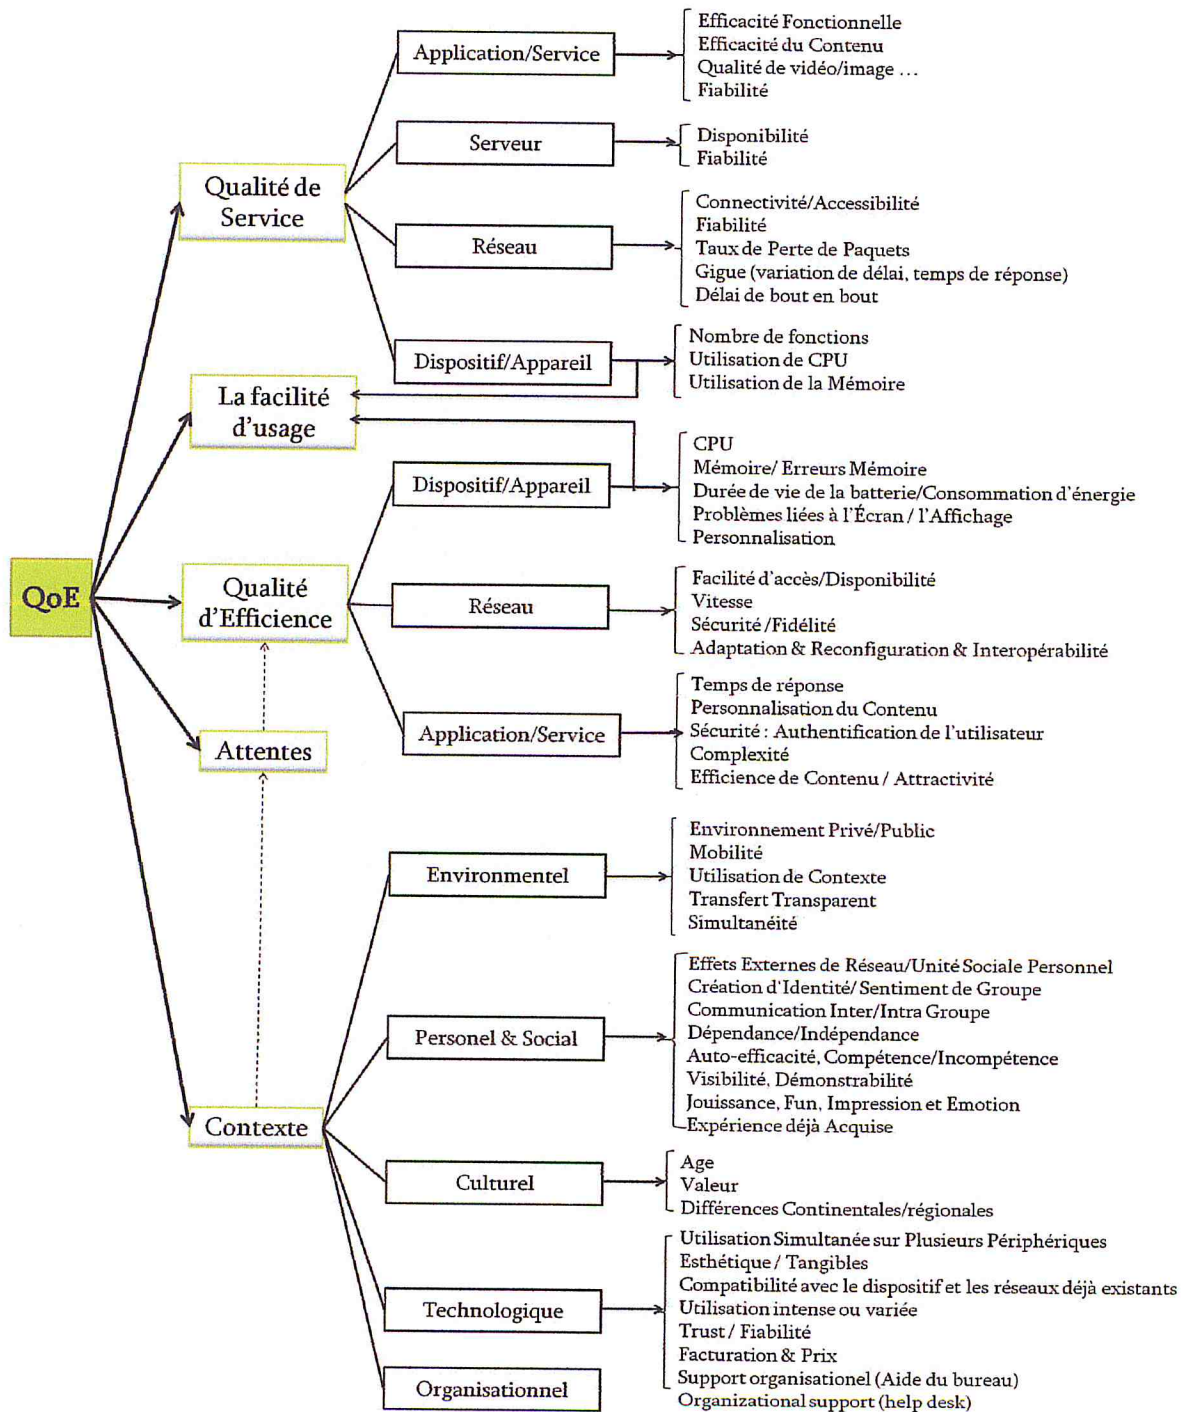 Application/Service
Efficacité Fonctionnelle
Efficacité du Contenu
Qualité de vidéo/image ...
Fiabilité
Serveur
Disponibilité
Fiabilité
Qualité de
Service
Réseau
Connectivité/Accessibilité
Fiabilité
Taux de Perte de Paquets
Gigue (variation de délai, temps de réponse)
Délai de bout en bout
Dispositif/Appareil
Nombre de fonctions
Utilisation de CPU
Utilisation de la Mémoire
La facilité
d'usage
Dispositif/Appareil
CPU
Mémoire/ Erreurs Mémoire
Durée de vie de la batterie/Consommation d'énergie
Problèmes liées à l'Écran / l'Affichage
Personalisation
QoE
Qualité
d'Efficience
Réseau
Facilité d'accès/Disponibilité
Vitesse
Sécurité /Fidélité
Adaptation & Reconfiguration & Interopérabilité
Attentes
Application/Service
Temps de réponse
Personnalisation du Contenu
Sécurité : Authentification de l'utilisateur
Complexité
Efficience de Contenu / Attractivité
Environmentel
Environnement Privé/Public
Mobilité
Utilisation de Contexte
Transfert Transparent
Simultanéité
Personel & Social
Effets Externes de Réseau/Unité Sociale Personnel
Création d'Identité/ Sentiment de Groupe
Communication Inter/Intra Groupe
Dépendance/Indépendance
Auto-efficacité, Compétence/Incompétence
Visibilité, Démonstrabilité
Jouissance, Fun, Impression et Emotion
Expérience déjà Acquise
Contexte
Culturel
Age
Valeur
Différences Continentales/régionales
Technologique
Utilisation Simultanée sur Plusieurs Périphériques
Esthétique / Tangibles
Compatibilité avec le dispositif et les réseaux déjà existants
Utilisation intense ou variée
Trust / Fiabilité
Facturation & Prix
Support organisationel (Aide du bureau)
Organisationnel
Organizational support (help desk)